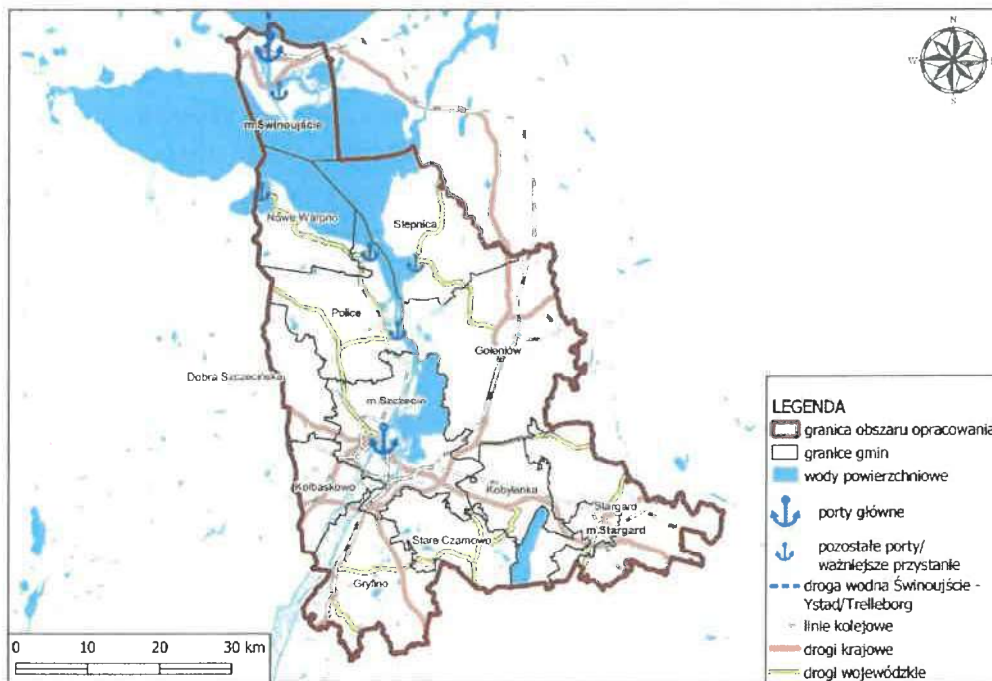 N
W
S
m.Świnoujście
Nowe Warpno
Stepnica
Police
Goleniów
Dobra Szczecińska
m.Szczecin
Kołbaskowo
Kobylanka
Stargard
m.Stargard
Stare Czarnowo
Gryfino
0 10 20 30 km
LEGENDA
granica obszaru opracowania
granice gmin
wody powierzchniowe
porty główne
pozostałe porty/
ważniejsze przystanie
droga wodna Świnoujście -
Ystad/Trelleborg
linie kolejowe
drogi krajowe
drogi wojewódzkie